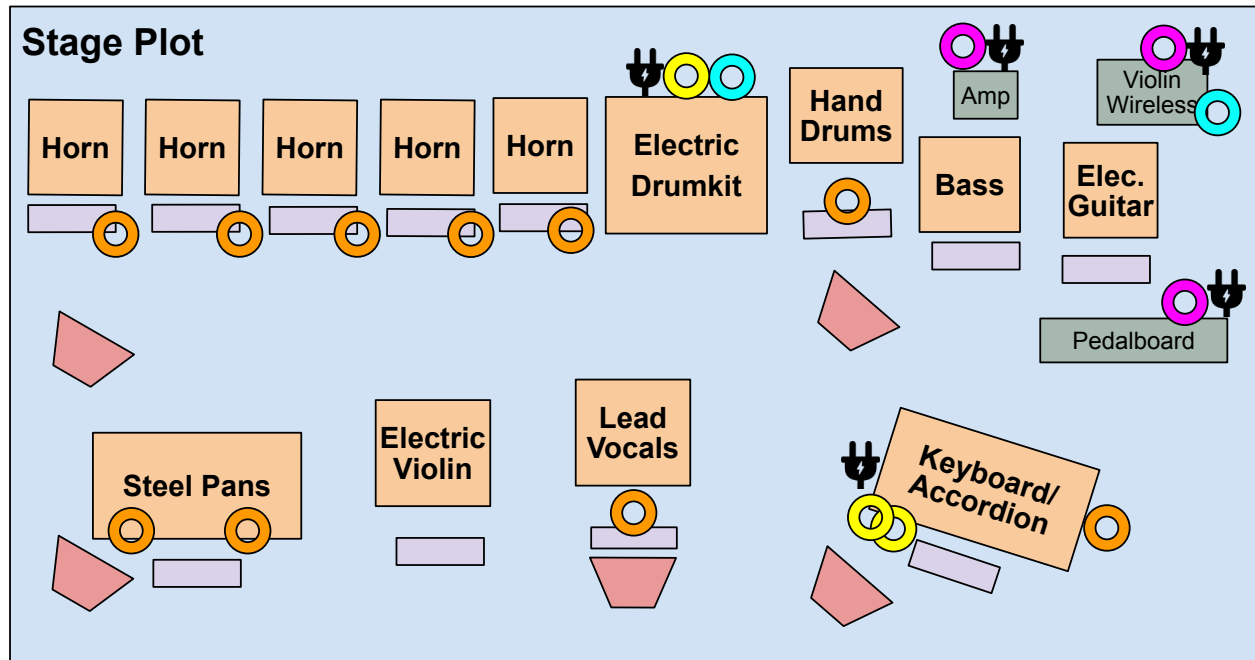 Stage Plot
Horn
Horn
Horn
Horn
Horn
Electric
Drumkit
Hand
Drums
Amp
Violin
Wireless
Bass
Elec.
Guitar
Pedalboard
Steel Pans
Electric
Violin
Lead
Vocals
Keyboard/
Accordion